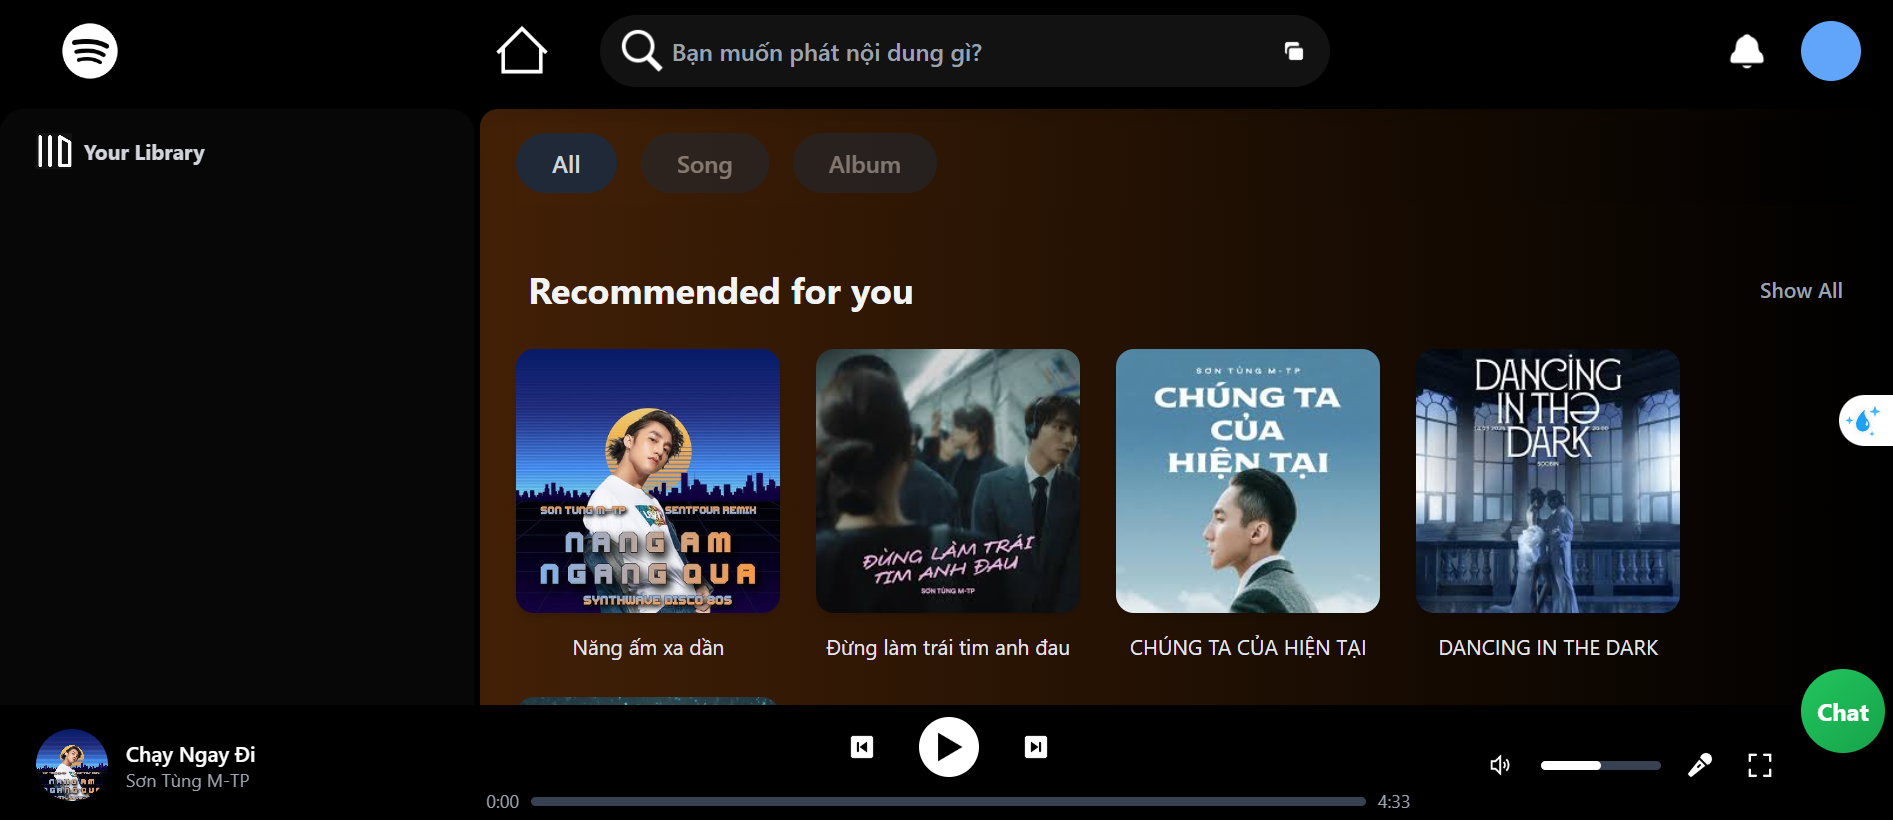 Bạn muốn phát nội dung gì?
Your Library
All
Song
Album
Recommended for you
Show All
SƠN TÙNG M-TP
SENTFOUR REMIX
NANG AM
NGANG QUA
SYNTHWAVE DISCO 80S
ĐỪNG LÀM TRÁI
TIM ANH ĐAU
SƠN TÙNG M-TP
SƠN TÙNG M-TP
CHÚNG TA
CỦA
HIỆN TẠI
DANCING
IN THE
DARK
SOOBIN
Năng ấm xa dần
Đừng làm trái tim anh đau
CHÚNG TA CỦA HIỆN TẠI
DANCING IN THE DARK
Chat
Chạy Ngay Đi
Sơn Tùng M-TP
0:00
4:33